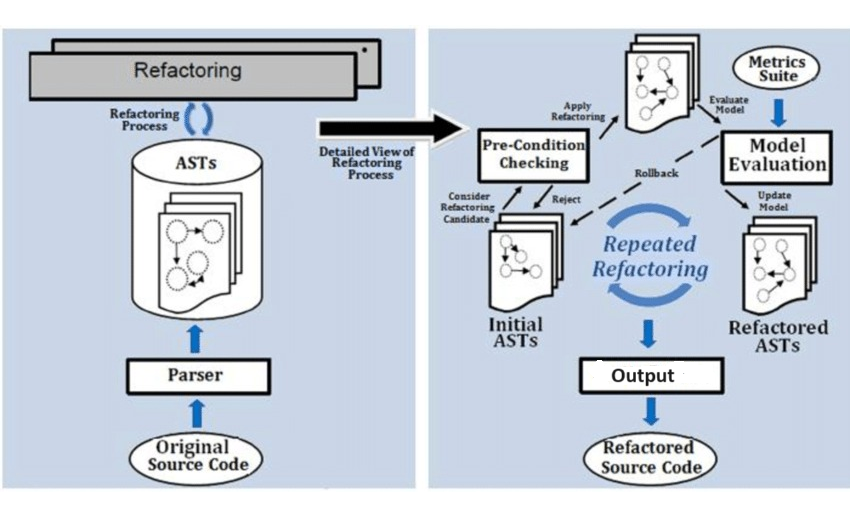 Refactoring
Refactoring
Process
ASTs
Parser
Original
Source Code
Detailed View of
Refactoring
Process
Metrics
Suite
Apply
Refactoring
Evaluate
Model
Pre-Condition
Checking
Model
Evaluation
Rollback
Consider
Refactoring
Candidate
Reject
Update
Model
Repeated
Refactoring
Initial
ASTs
Refactored
ASTs
Output
Refactored
Source Code